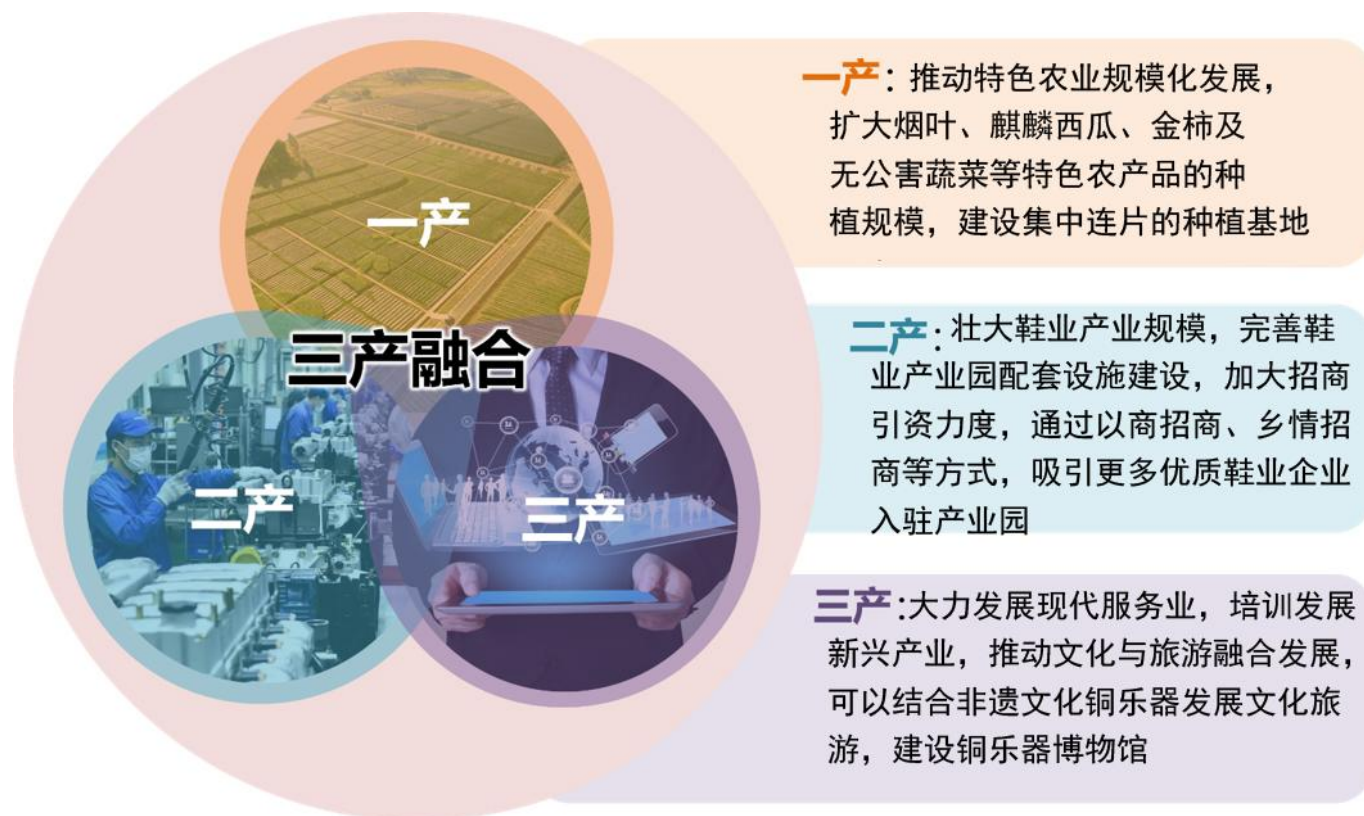 一产
三产融合
二产
三产
一产：推动特色农业规模化发展，
扩大烟叶、麒麟西瓜、金柿及
无公害蔬菜等特色农产品的种
植规模，建设集中连片的种植基地
二产：壮大鞋业产业规模，完善鞋
业产业园配套设施建设，加大招商
引资力度，通过以商招商、乡情招
商等方式，吸引更多优质鞋业企业
入驻产业园
三产：大力发展现代服务业，培训发展
新兴产业，推动文化与旅游融合发展，
可以结合非遗文化铜乐器发展文化旅
游，建设铜乐器博物馆